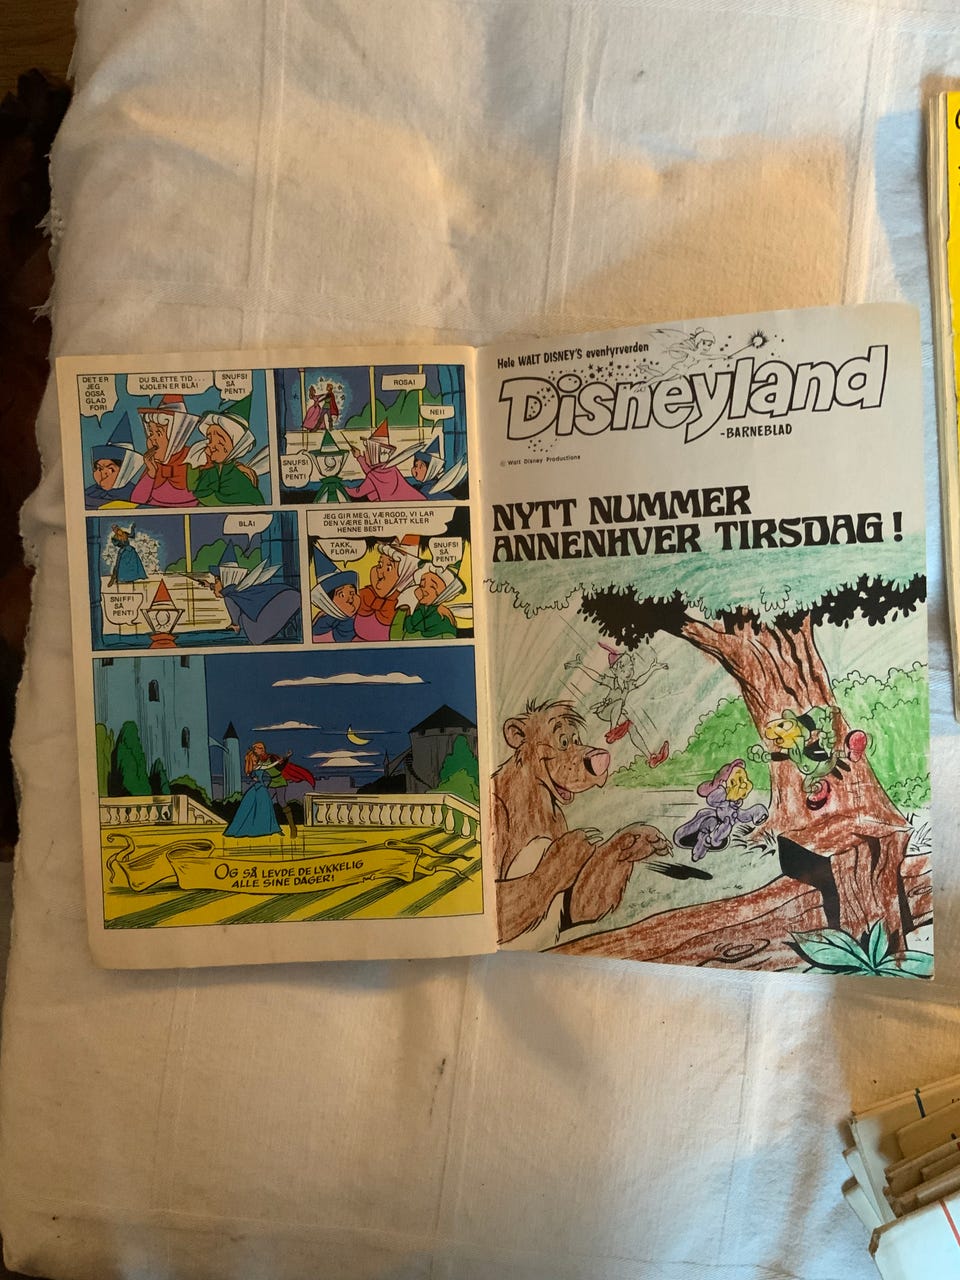 DET ER
JEG
OGSÅ
GLAD
FOR!
DU SLETTE TID...
KJOLEN ER BLÅ!
SNUFS!
SÅ
PENT!
ROSA!
NEI!
SNUFS!
SÅ
PENT!
BLÅ!
SNIFF!
SÅ
PENT!
JEG GIR MEG, VÆRGOD, VI LAR
DEN VÆRE BLÅ! BLÅTT KLER
HENNE BEST!
TAKK,
FLORA!
SNUFS!
SÅ
PENT!
OG SÅ LEVDE DE LYKKELIG
ALLE SINE DAGER!
Hele WALT DISNEY'S eventyrverden
Disneyland
-BARNEBLAD
© Walt Disney Productions
NYTT NUMMER
ANNENHVER TIRSDAG!